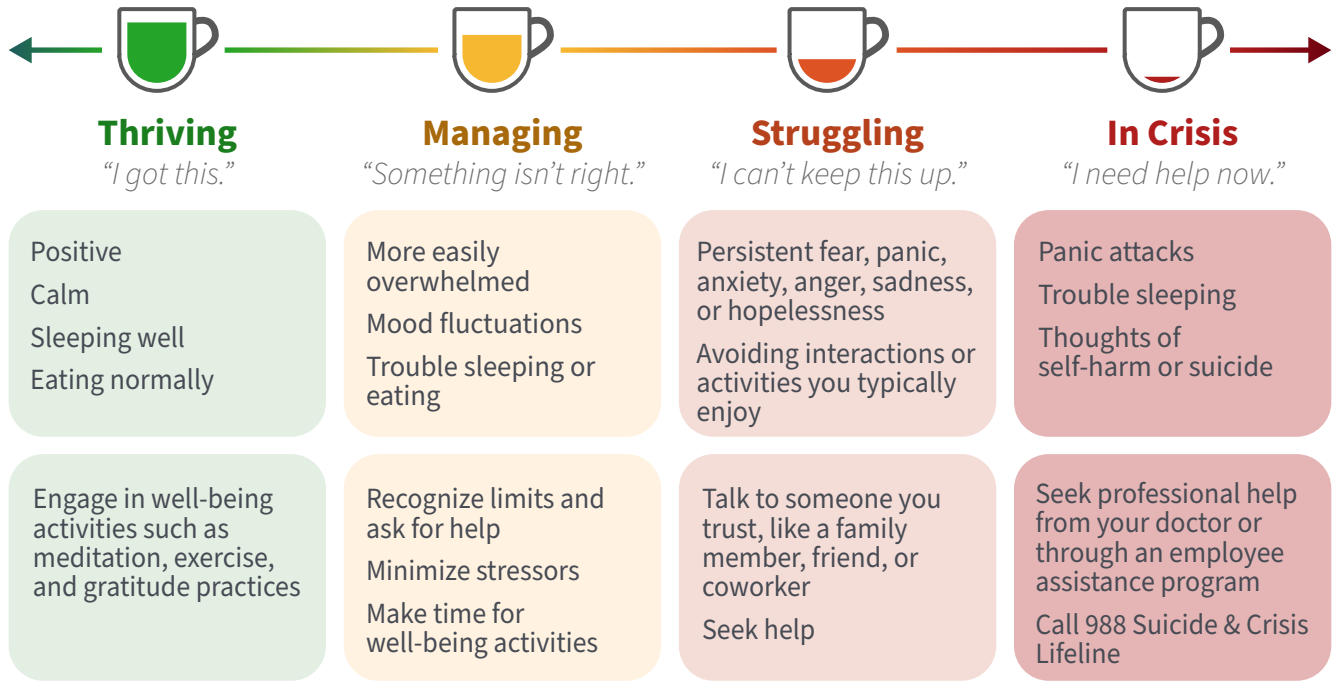 Thriving
“I got this.”
Positive
Calm
Sleeping well
Eating normally
Engage in well-being
activities such as
meditation, exercise,
and gratitude practices
Managing
“Something isn’t right.”
More easily
overwhelmed
Mood fluctuations
Trouble sleeping or
eating
Recognize limits and
ask for help
Minimize stressors
Make time for
well-being activities
Struggling
“I can’t keep this up.”
Persistent fear, panic,
anxiety, anger, sadness,
or hopelessness
Avoiding interactions or
activities you typically
enjoy
Talk to someone you
trust, like a family
member, friend, or
coworker
Seek help
In Crisis
“I need help now.”
Panic attacks
Trouble sleeping
Thoughts of
self-harm or suicide
Seek professional help
from your doctor or
through an employee
assistance program
Call 988 Suicide & Crisis
Lifeline